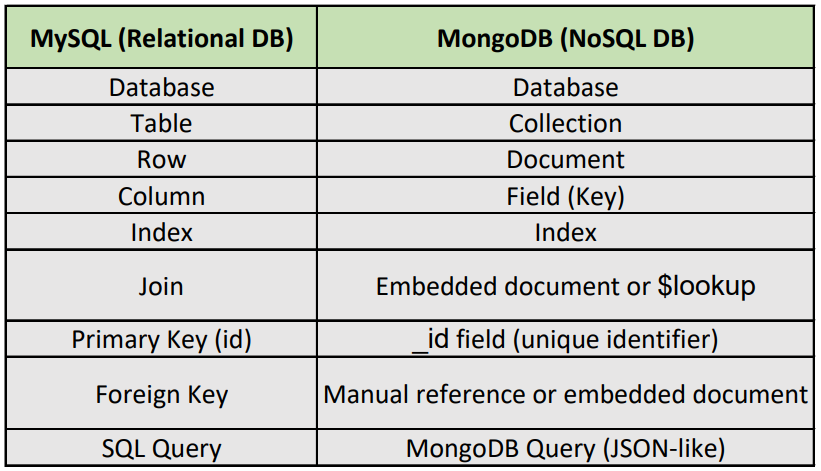 MySQL (Relational DB) MongoDB (NoSQL DB)
Database Database
Table Collection
Row Document
Column Field (Key)
Index Index
Join Embedded document or $lookup
Primary Key (id) _id field (unique identifier)
Foreign Key Manual reference or embedded document
SQL Query MongoDB Query (JSON-like)